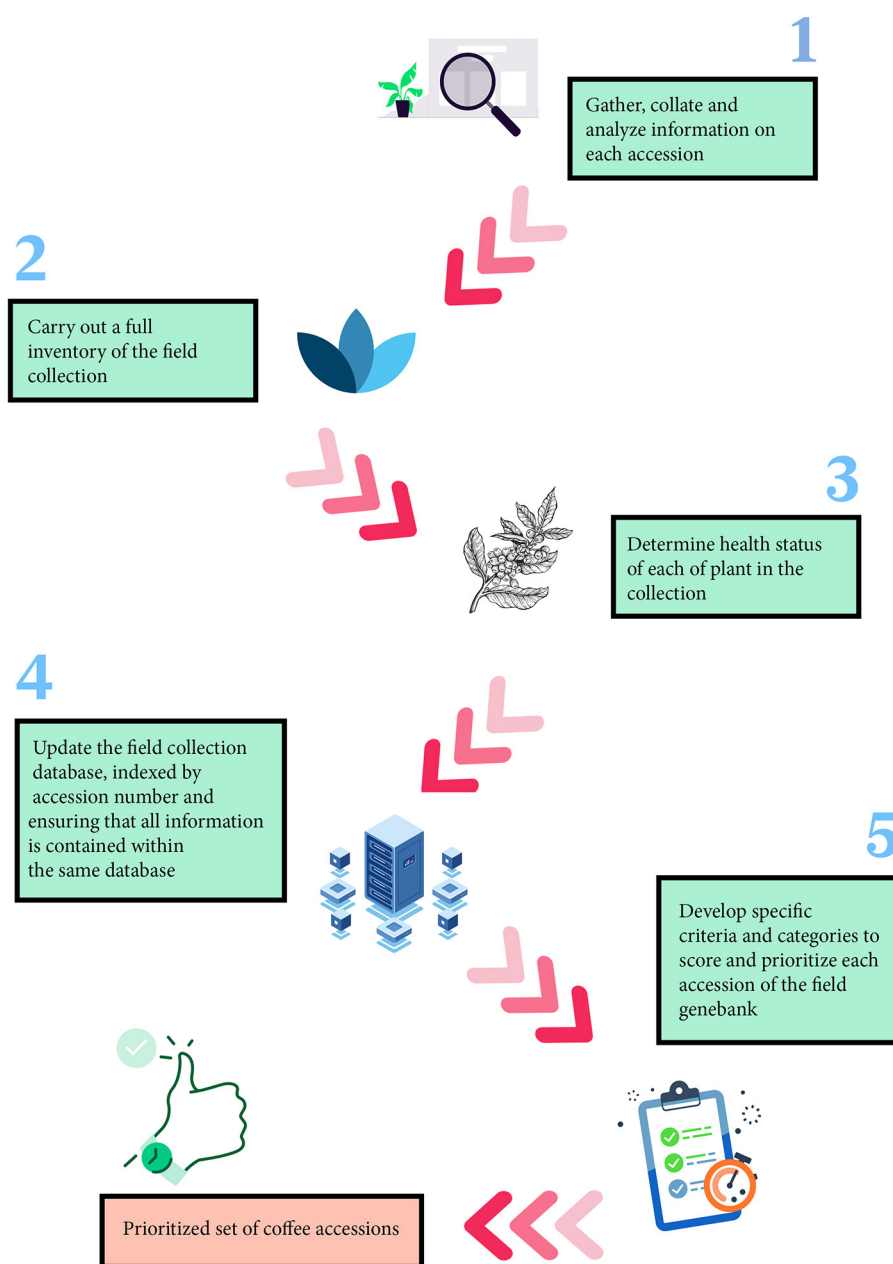 1
Gather, collate and
analyze information on
each accession
2
Carry out a full
inventory of the field
collection
3
Determine health status
of each of plant in the
collection
4
Update the field collection
database, indexed by
accession number and
ensuring that all information
is contained within
the same database
5
Develop specific
criteria and categories to
score and prioritize each
accession of the field
genebank
Prioritized set of coffee accessions